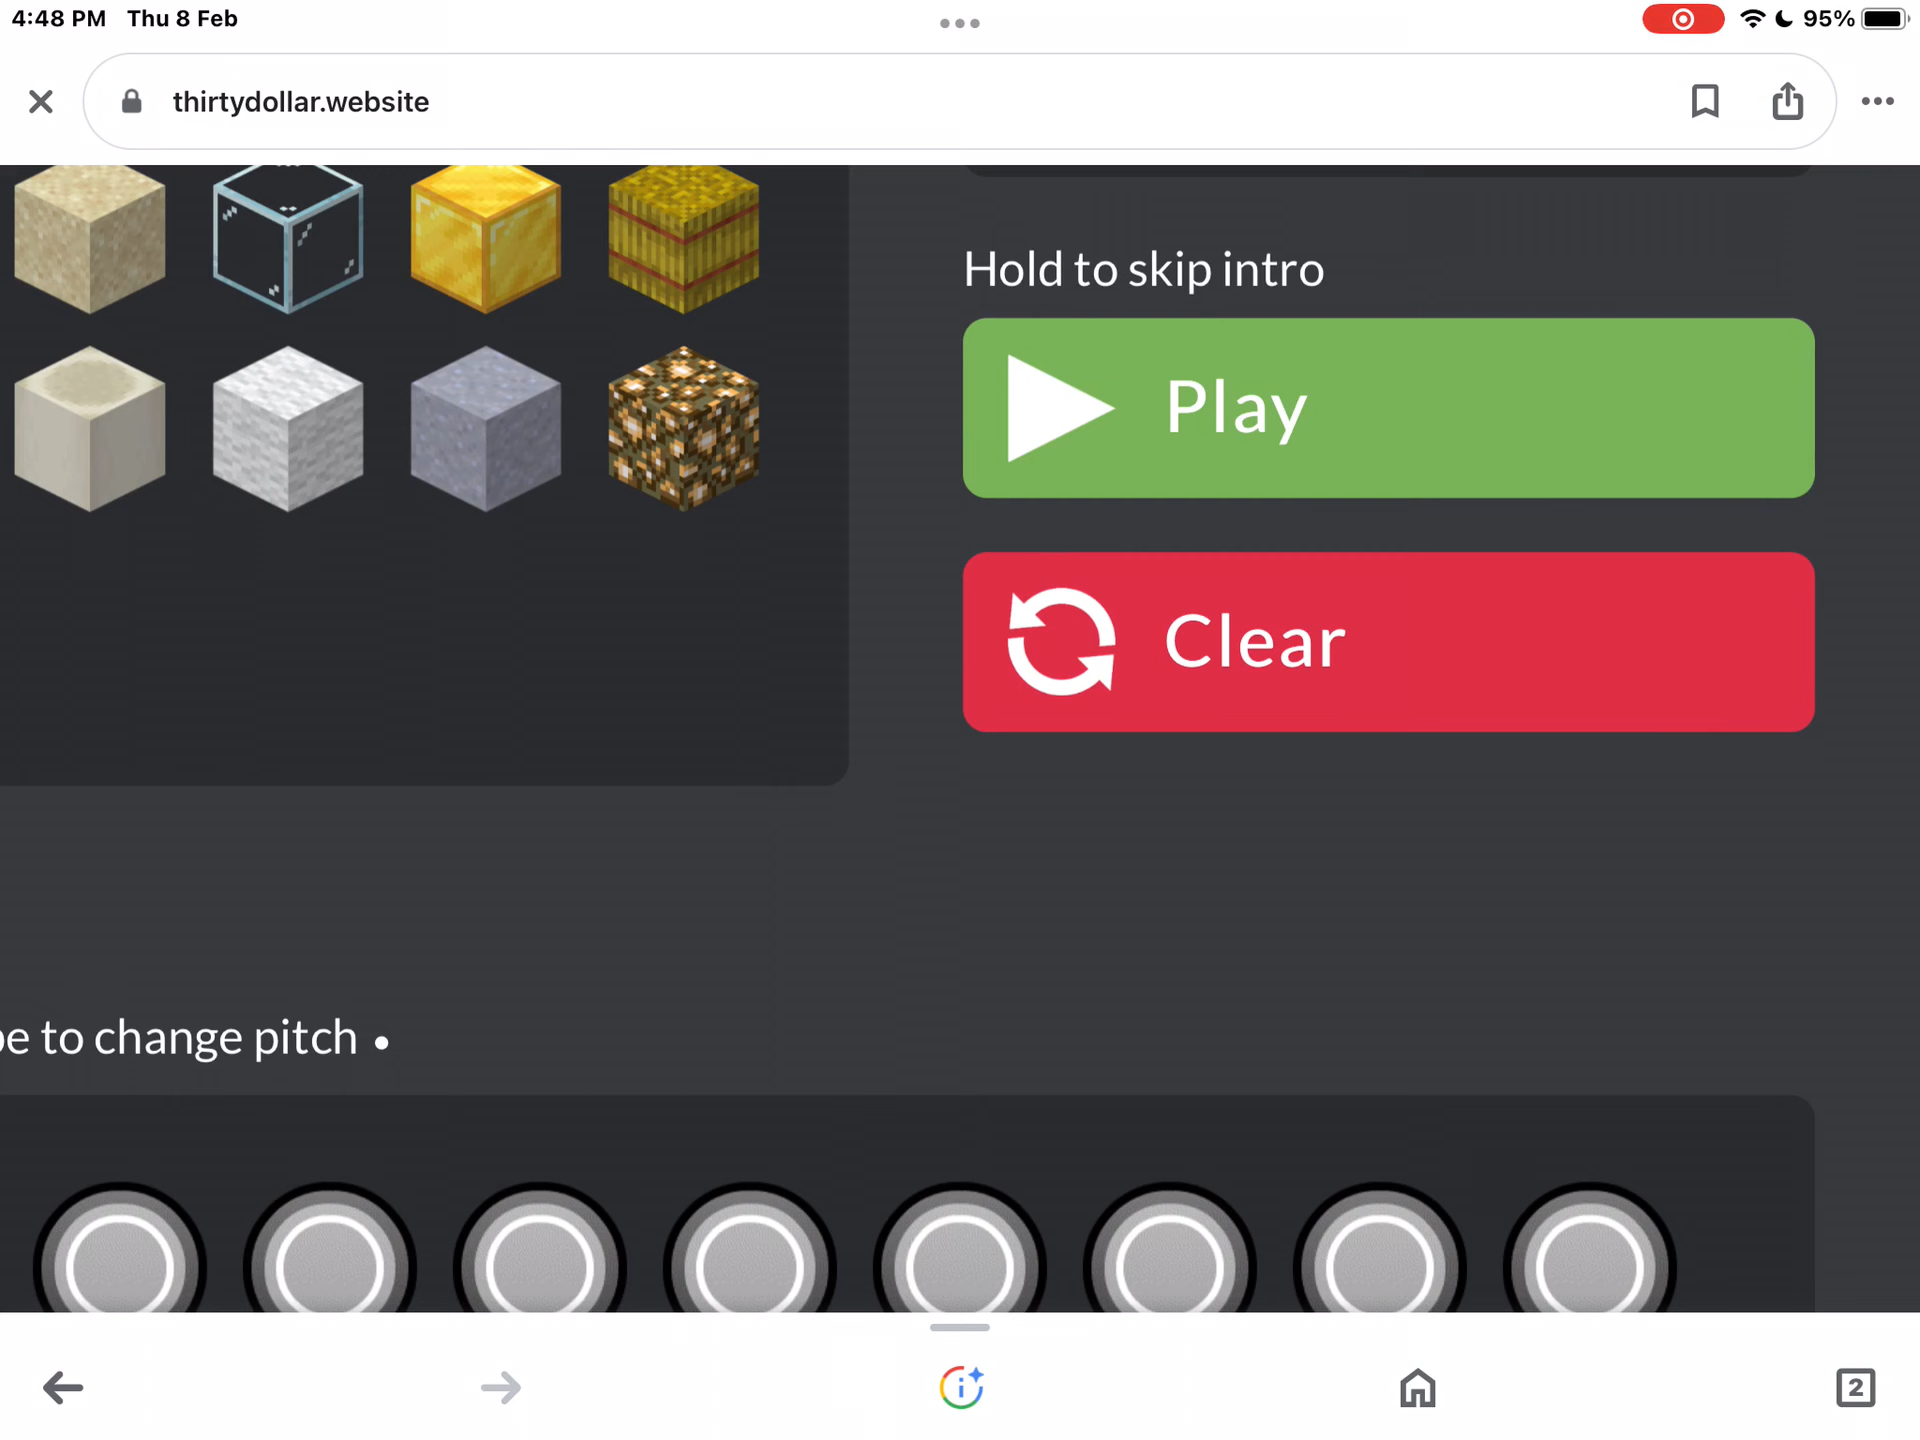 4:48 PM Thu 8 Feb
95%
thirtydollar.website
Hold to skip intro
Play
Clear
to change pitch •
2